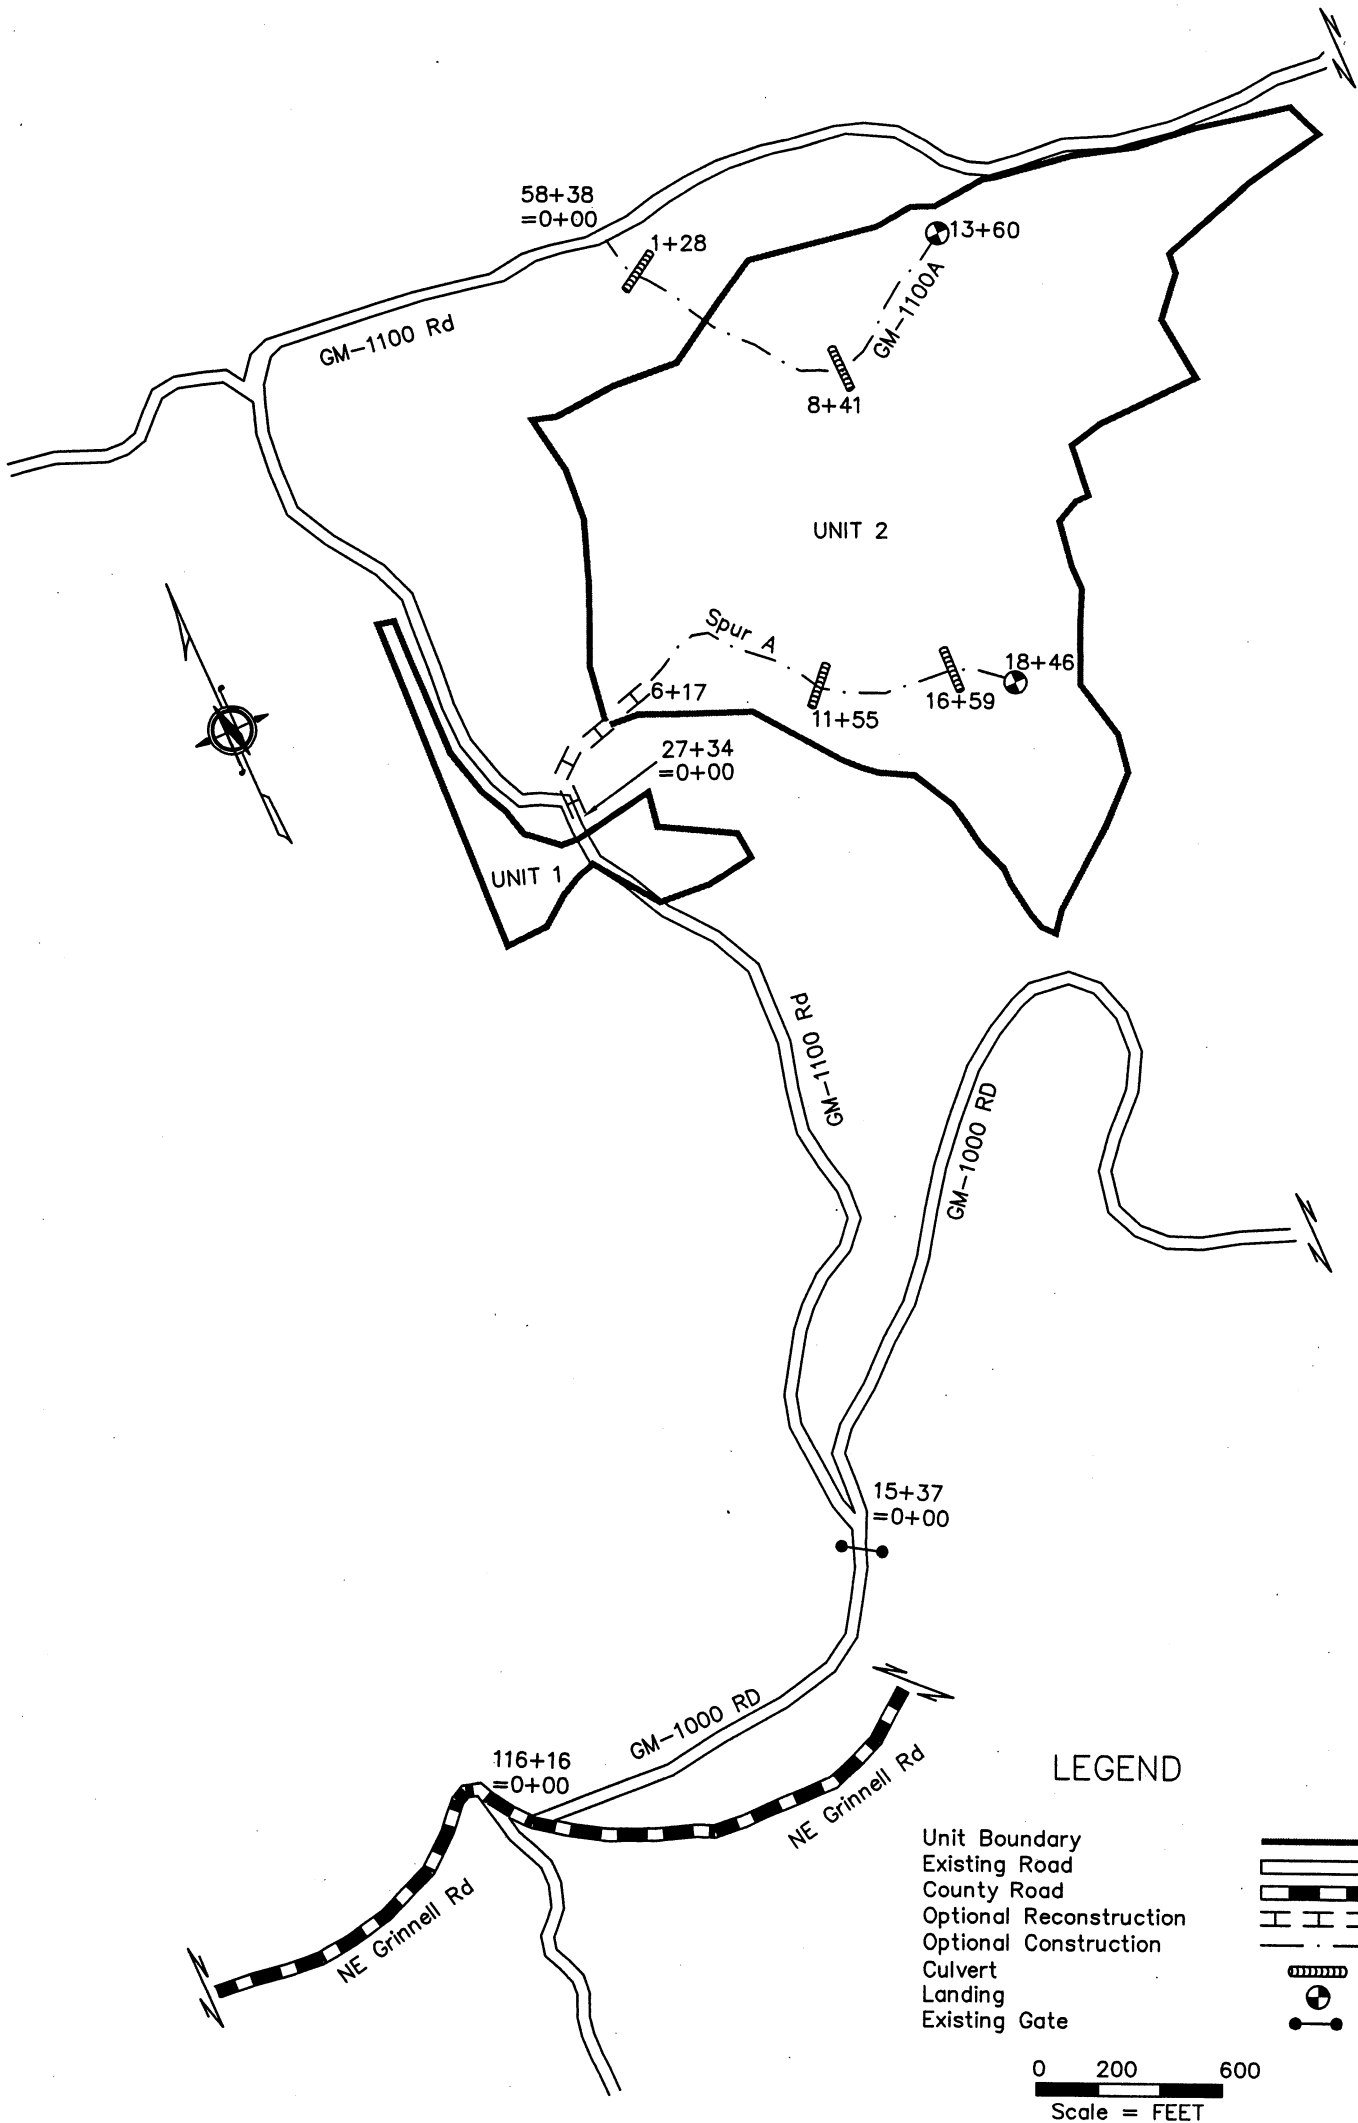 58+38
=0+00
1+28
13+60
GM-1100A
GM-1100 Rd
8+41
UNIT 2
Spur A
18+46
6+17
16+59
11+55
27+34
=0+00
UNIT 1
GM-1100 Rd
GM-1000 RD
15+37
=0+00
GM-1000 RD
116+16
=0+00
NE Grinnell Rd
NE Grinnell Rd
LEGEND
Unit Boundary
Existing Road
County Road
Optional Reconstruction
Optional Construction
Culvert
Landing
Existing Gate
0 200 600
Scale = FEET